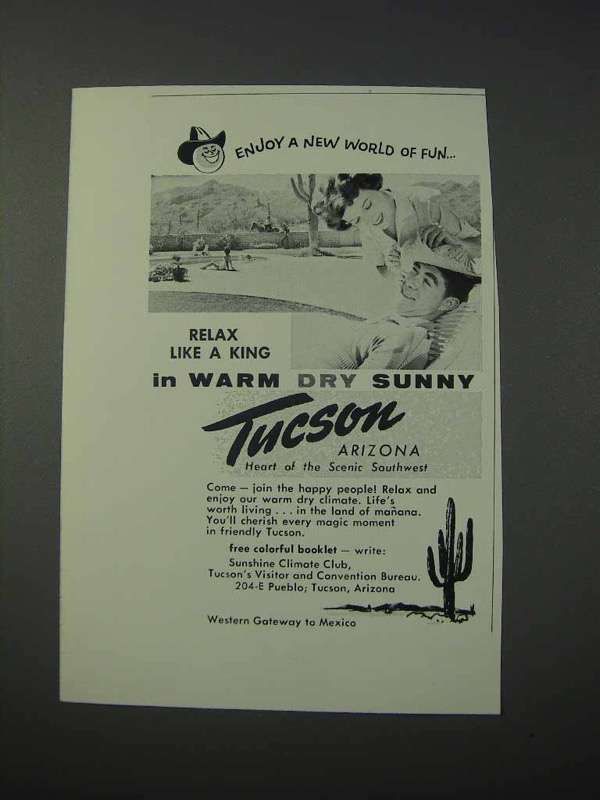 ENJOY A NEW WORLD OF FUN...
RELAX
LIKE A KING
in WARM DRY SUNNY
Tucson
ARIZONA
Heart of the Scenic Southwest
Come — join the happy people! Relax and
enjoy our warm dry climate. Life's
worth living . . . in the land of mañana.
You'll cherish every magic moment
in friendly Tucson.
free colorful booklet — write:
Sunshine Climate Club,
Tucson's Visitor and Convention Bureau.
204-E Pueblo; Tucson, Arizona
Western Gateway to Mexico